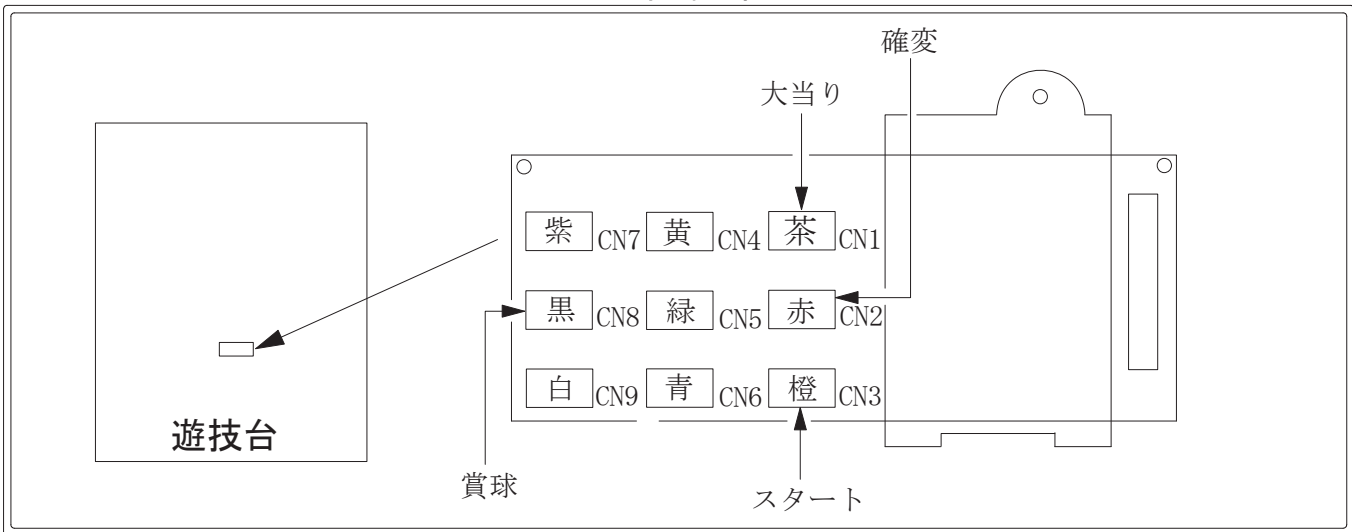 確変
大当り
紫 CN7 黄 CN4 茶 CN1
黒 CN8 緑 CN5 赤 CN2
白 CN9 青 CN6 橙 CN3
遊技台
賞球
スタート